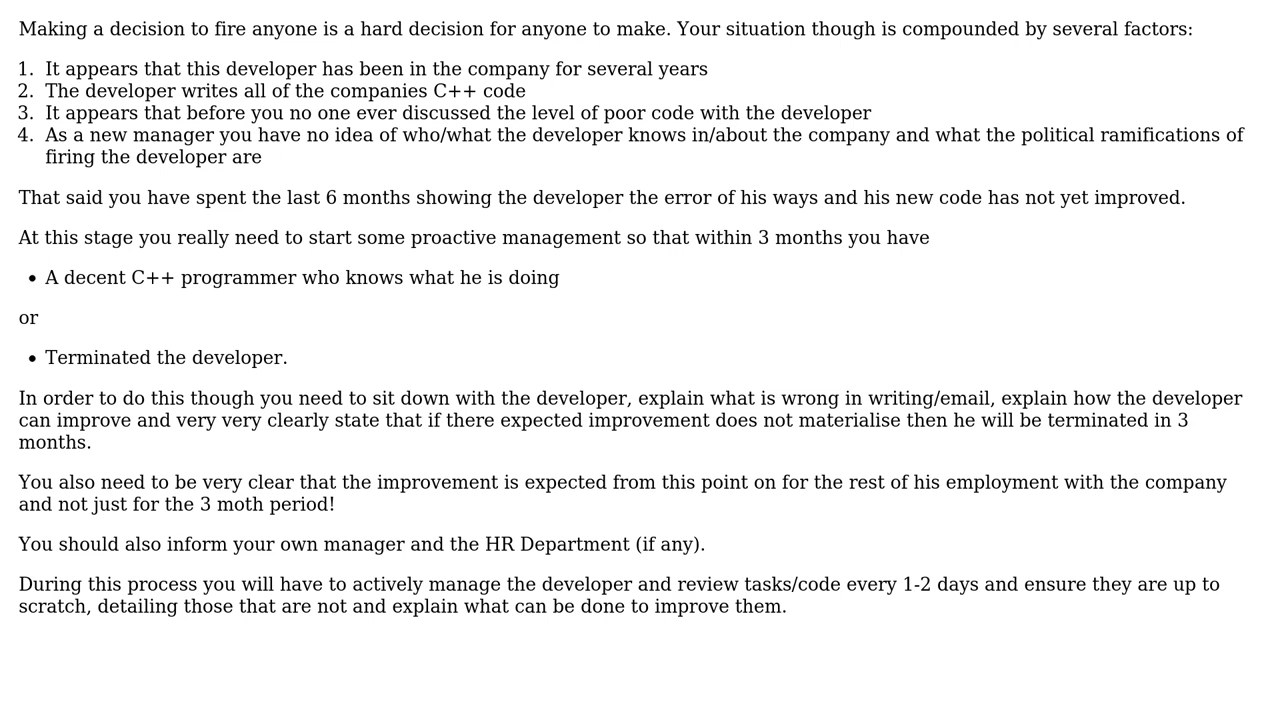 Making a decision to fire anyone is a hard decision for anyone to make. Your situation though is compounded by several factors:
1. It appears that this developer has been in the company for several years
2. The developer writes all of the companies C++ code
3. It appears that before you no one ever discussed the level of poor code with the developer
4. As a new manager you have no idea of who/what the developer knows in/about the company and what the political ramifications of
firing the developer are
That said you have spent the last 6 months showing the developer the error of his ways and his new code has not yet improved.
At this stage you really need to start some proactive management so that within 3 months you have
• A decent C++ programmer who knows what he is doing
or
• Terminated the developer.
In order to do this though you need to sit down with the developer, explain what is wrong in writing/email, explain how the developer
can improve and very very clearly state that if there expected improvement does not materialise then he will be terminated in 3
months.
You also need to be very clear that the improvement is expected from this point on for the rest of his employment with the company
and not just for the 3 moth period!
You should also inform your own manager and the HR Department (if any).
During this process you will have to actively manage the developer and review tasks/code every 1-2 days and ensure they are up to
scratch, detailing those that are not and explain what can be done to improve them.